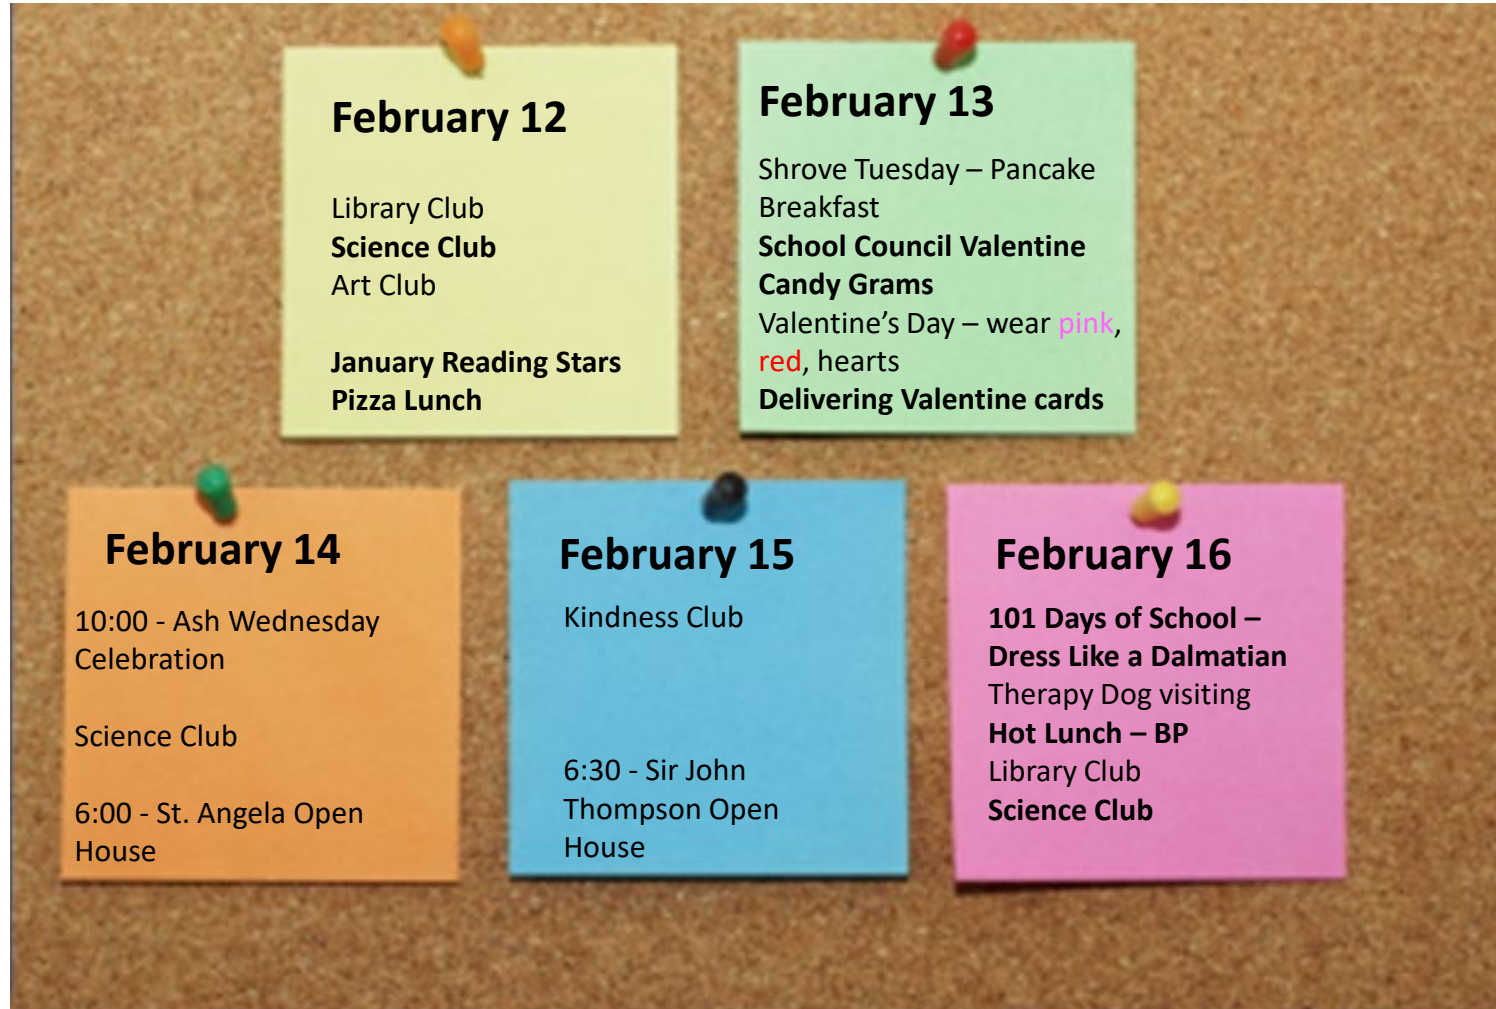 February 12
Library Club
Science Club
Art Club
January Reading Stars
Pizza Lunch
February 13
Shrove Tuesday – Pancake
Breakfast
School Council Valentine
Candy Grams
Valentine’s Day – wear pink,
red, hearts
Delivering Valentine cards
February 14
10:00 - Ash Wednesday
Celebration
Science Club
6:00 - St. Angela Open
House
February 15
Kindness Club
6:30 - Sir John
Thompson Open
House
February 16
101 Days of School –
Dress Like a Dalmatian
Therapy Dog visiting
Hot Lunch – BP
Library Club
Science Club